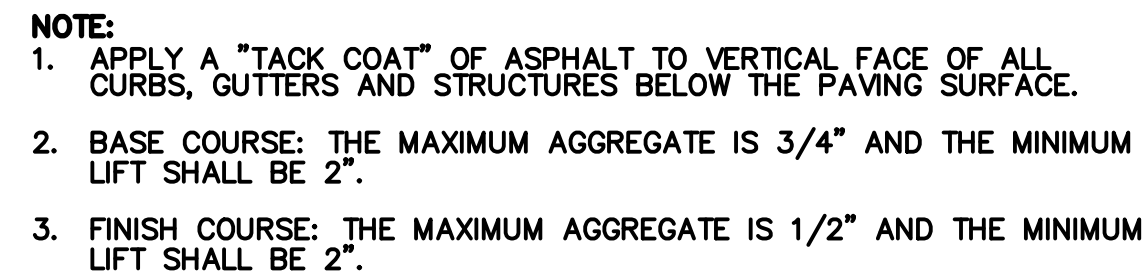 NOTE:
1. APPLY A "TACK COAT" OF ASPHALT TO VERTICAL FACE OF ALL
CURBS, GUTTERS AND STRUCTURES BELOW THE PAVING SURFACE.
2. BASE COURSE: THE MAXIMUM AGGREGATE IS 3/4" AND THE MINIMUM
LIFT SHALL BE 2".
3. FINISH COURSE: THE MAXIMUM AGGREGATE IS 1/2" AND THE MINIMUM
LIFT SHALL BE 2".